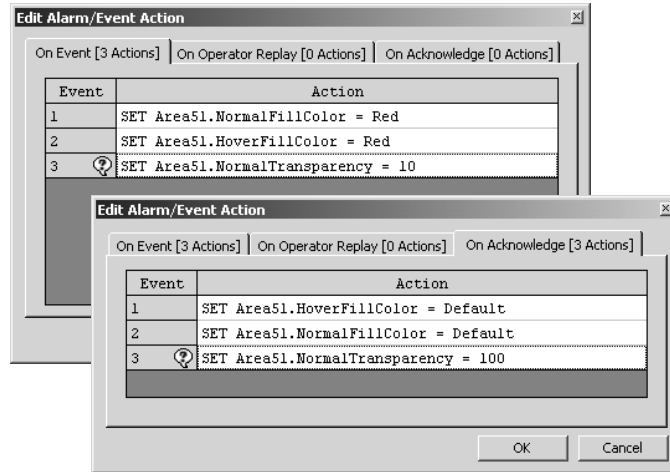 Edit Alarm/Event Action
On Event [3 Actions] On Operator Replay [0 Actions] On Acknowledge [0 Actions]
Event Action
1 SET Area51.NormalFillColor = Red
2 SET Area51.HoverFillColor = Red
3 SET Area51.NormalTransparency = 10
Edit Alarm/Event Action
On Event [3 Actions] On Operator Replay [0 Actions] On Acknowledge [3 Actions]
Event Action
1 SET Area51.HoverFillColor = Default
2 SET Area51.NormalFillColor = Default
3 SET Area51.NormalTransparency = 100
OK Cancel